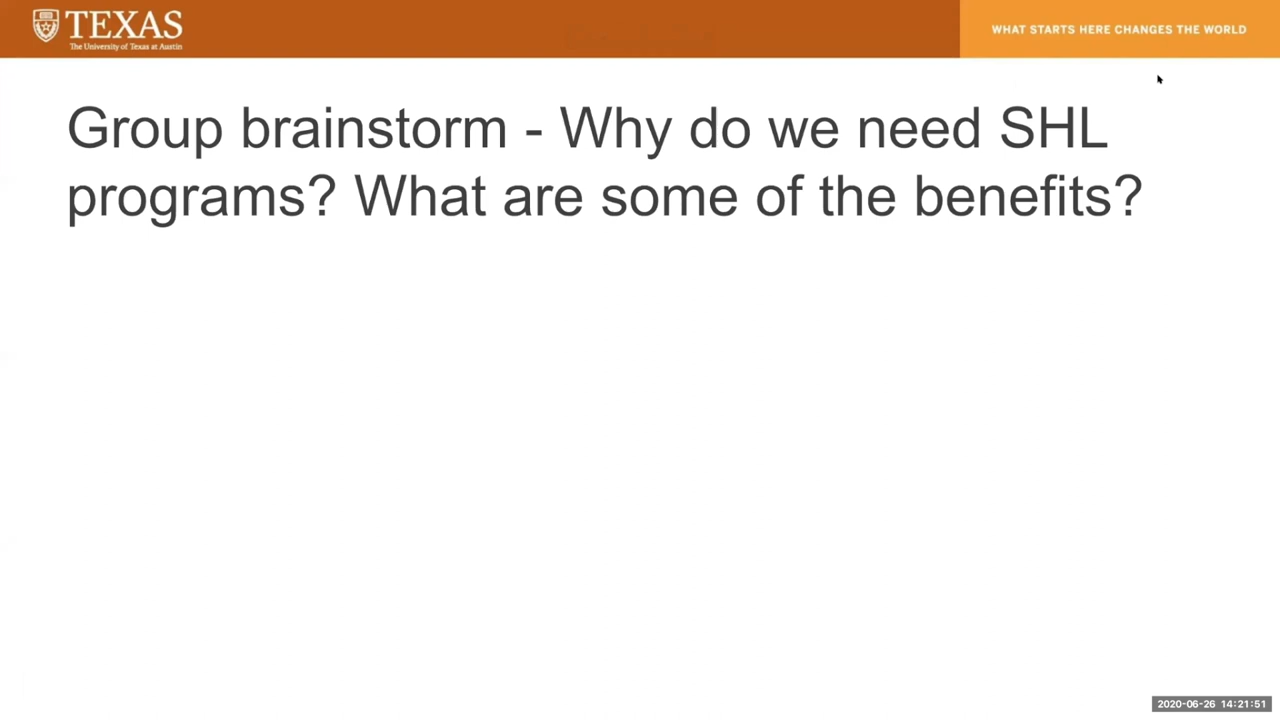 TEXAS
The University of Texas at Austin
WHAT STARTS HERE CHANGES THE WORLD
Group brainstorm - Why do we need SHL
programs? What are some of the benefits?
2020-06-26 14:21:51